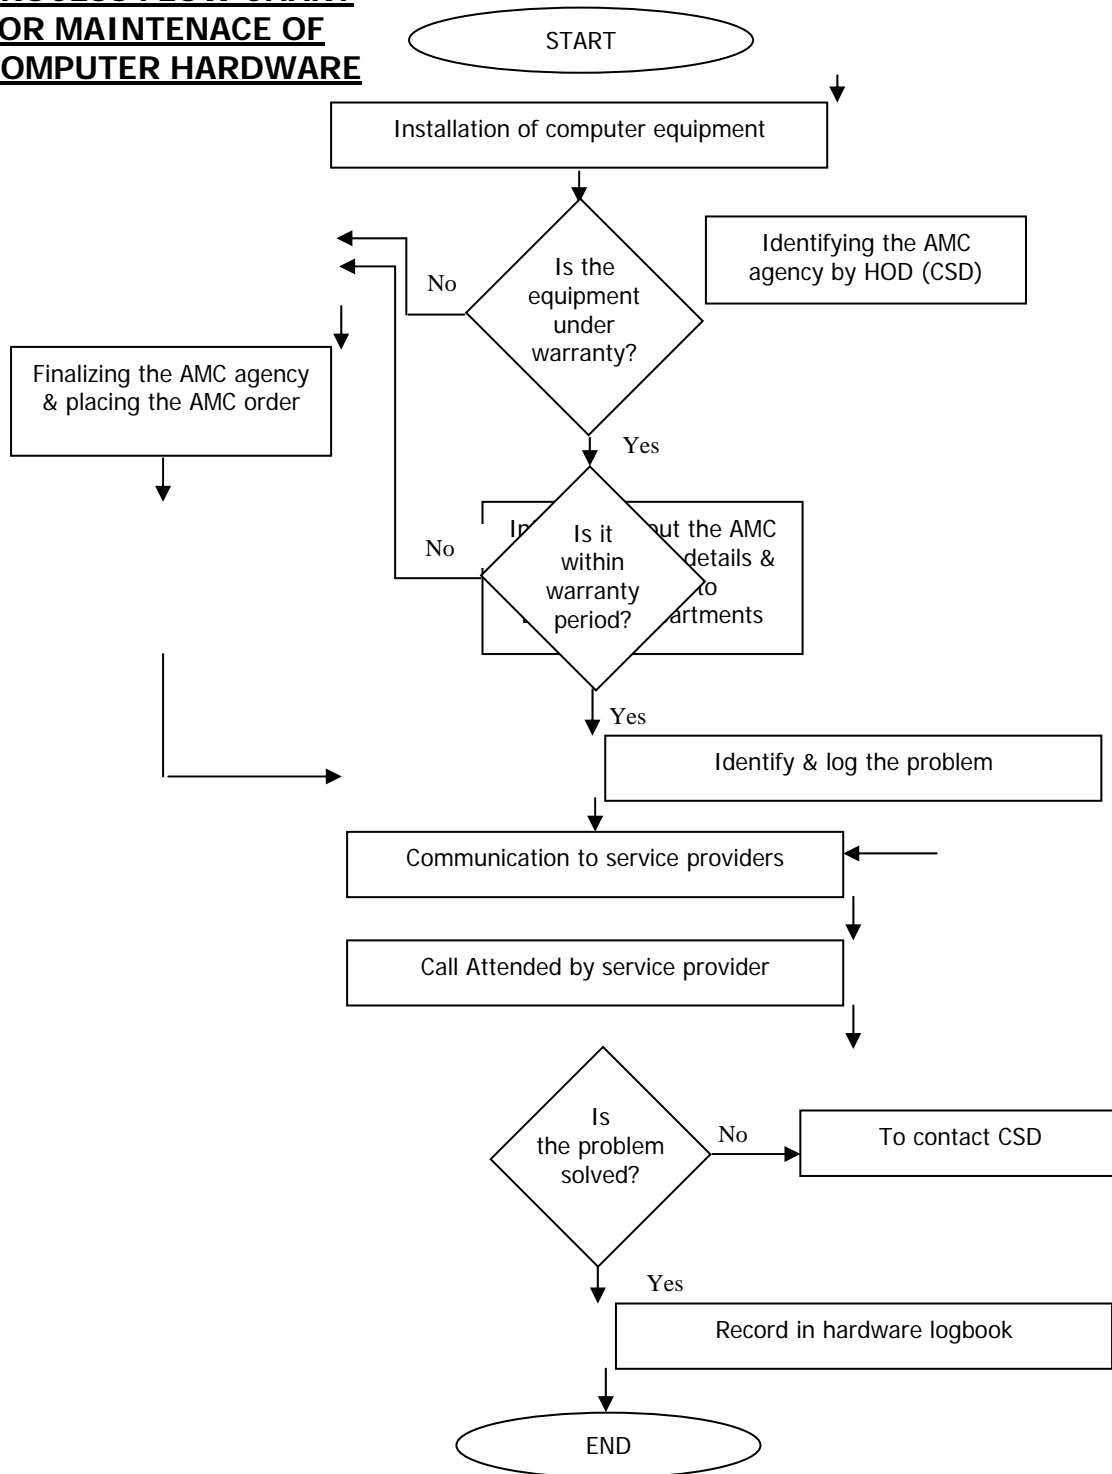 OR MAINTENACE OF
OMPUTER HARDWARE
START
Installation of computer equipment
Is the
equipment
under
warranty?
No
Yes
Identifying the AMC
agency by HOD (CSD)
Finalizing the AMC agency
& placing the AMC order
Is it
within
warranty
period?
No
Yes
out the AMC
details &
to
artments
Identify & log the problem
Communication to service providers
Call Attended by service provider
Is
the problem
solved?
No
To contact CSD
Yes
Record in hardware logbook
END